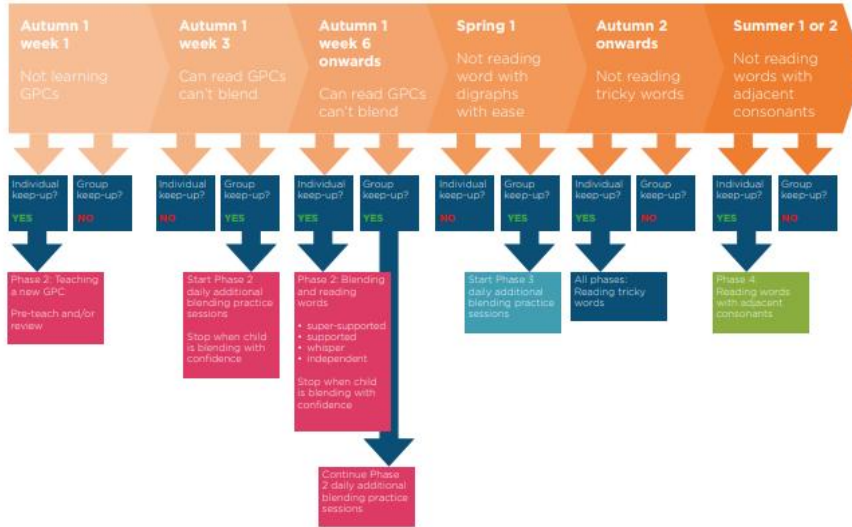 Autumn 1
week 1
Not learning
GPCs
Autumn 1
week 3
Can read GPCs
can't blend
Autumn 1
week 6
onwards
Can read GPCs
can't blend
Spring 1
Not reading
word with
digraphs
with ease
Autumn 2
onwards
Not reading
tricky words
Summer 1 or 2
Not reading
words with
adjacent
consonants
Individual
keep-up?
YES
Group
keep-up?
NO
Individual
keep-up?
NO
Group
keep-up?
YES
Individual
keep-up?
YES
Group
keep-up?
YES
Individual
keep-up?
NO
Group
keep-up?
YES
Individual
keep-up?
YES
Group
keep-up?
NO
Individual
keep-up?
YES
Group
keep-up?
NO
Phase 2: Teaching
a new GPC
Pre-teach and/or
review
Start Phase 2
daily additional
blending practice
sessions
Stop when child
is blending with
confidence
Phase 2: Blending
and reading
words
• super-supported
• supported
• whisper
• independent
Stop when child
is blending with
confidence
Start Phase 3
daily additional
blending practice
sessions
All phases:
Reading tricky
words
Phase 4
Reading words
with adjacent
consonants
Continue Phase
2 daily additional
blending practice
sessions